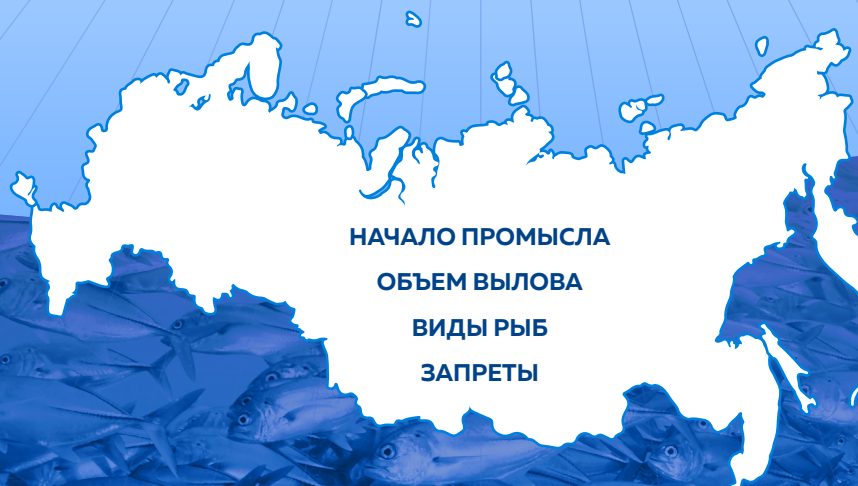 НАЧАЛО ПРОМЫСЛА
ОБЪЕМ ВЫЛОВА
ВИДЫ РЫБ
ЗАПРЕТЫ